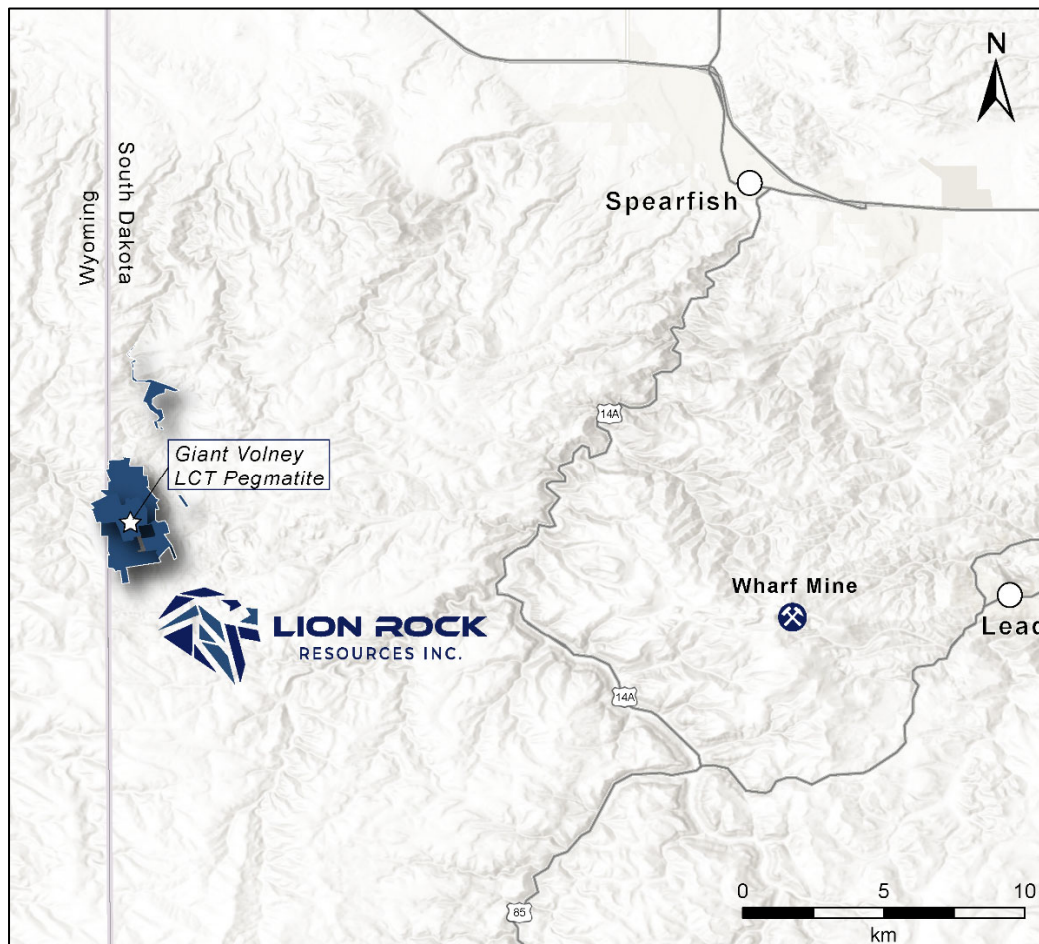 N
South Dakota
Wyoming
Spearfish
14A
Giant Volney
LCT Pegmatite
Wharf Mine
Lead
LION ROCK
RESOURCES INC.
14A
85
0 5 10
km